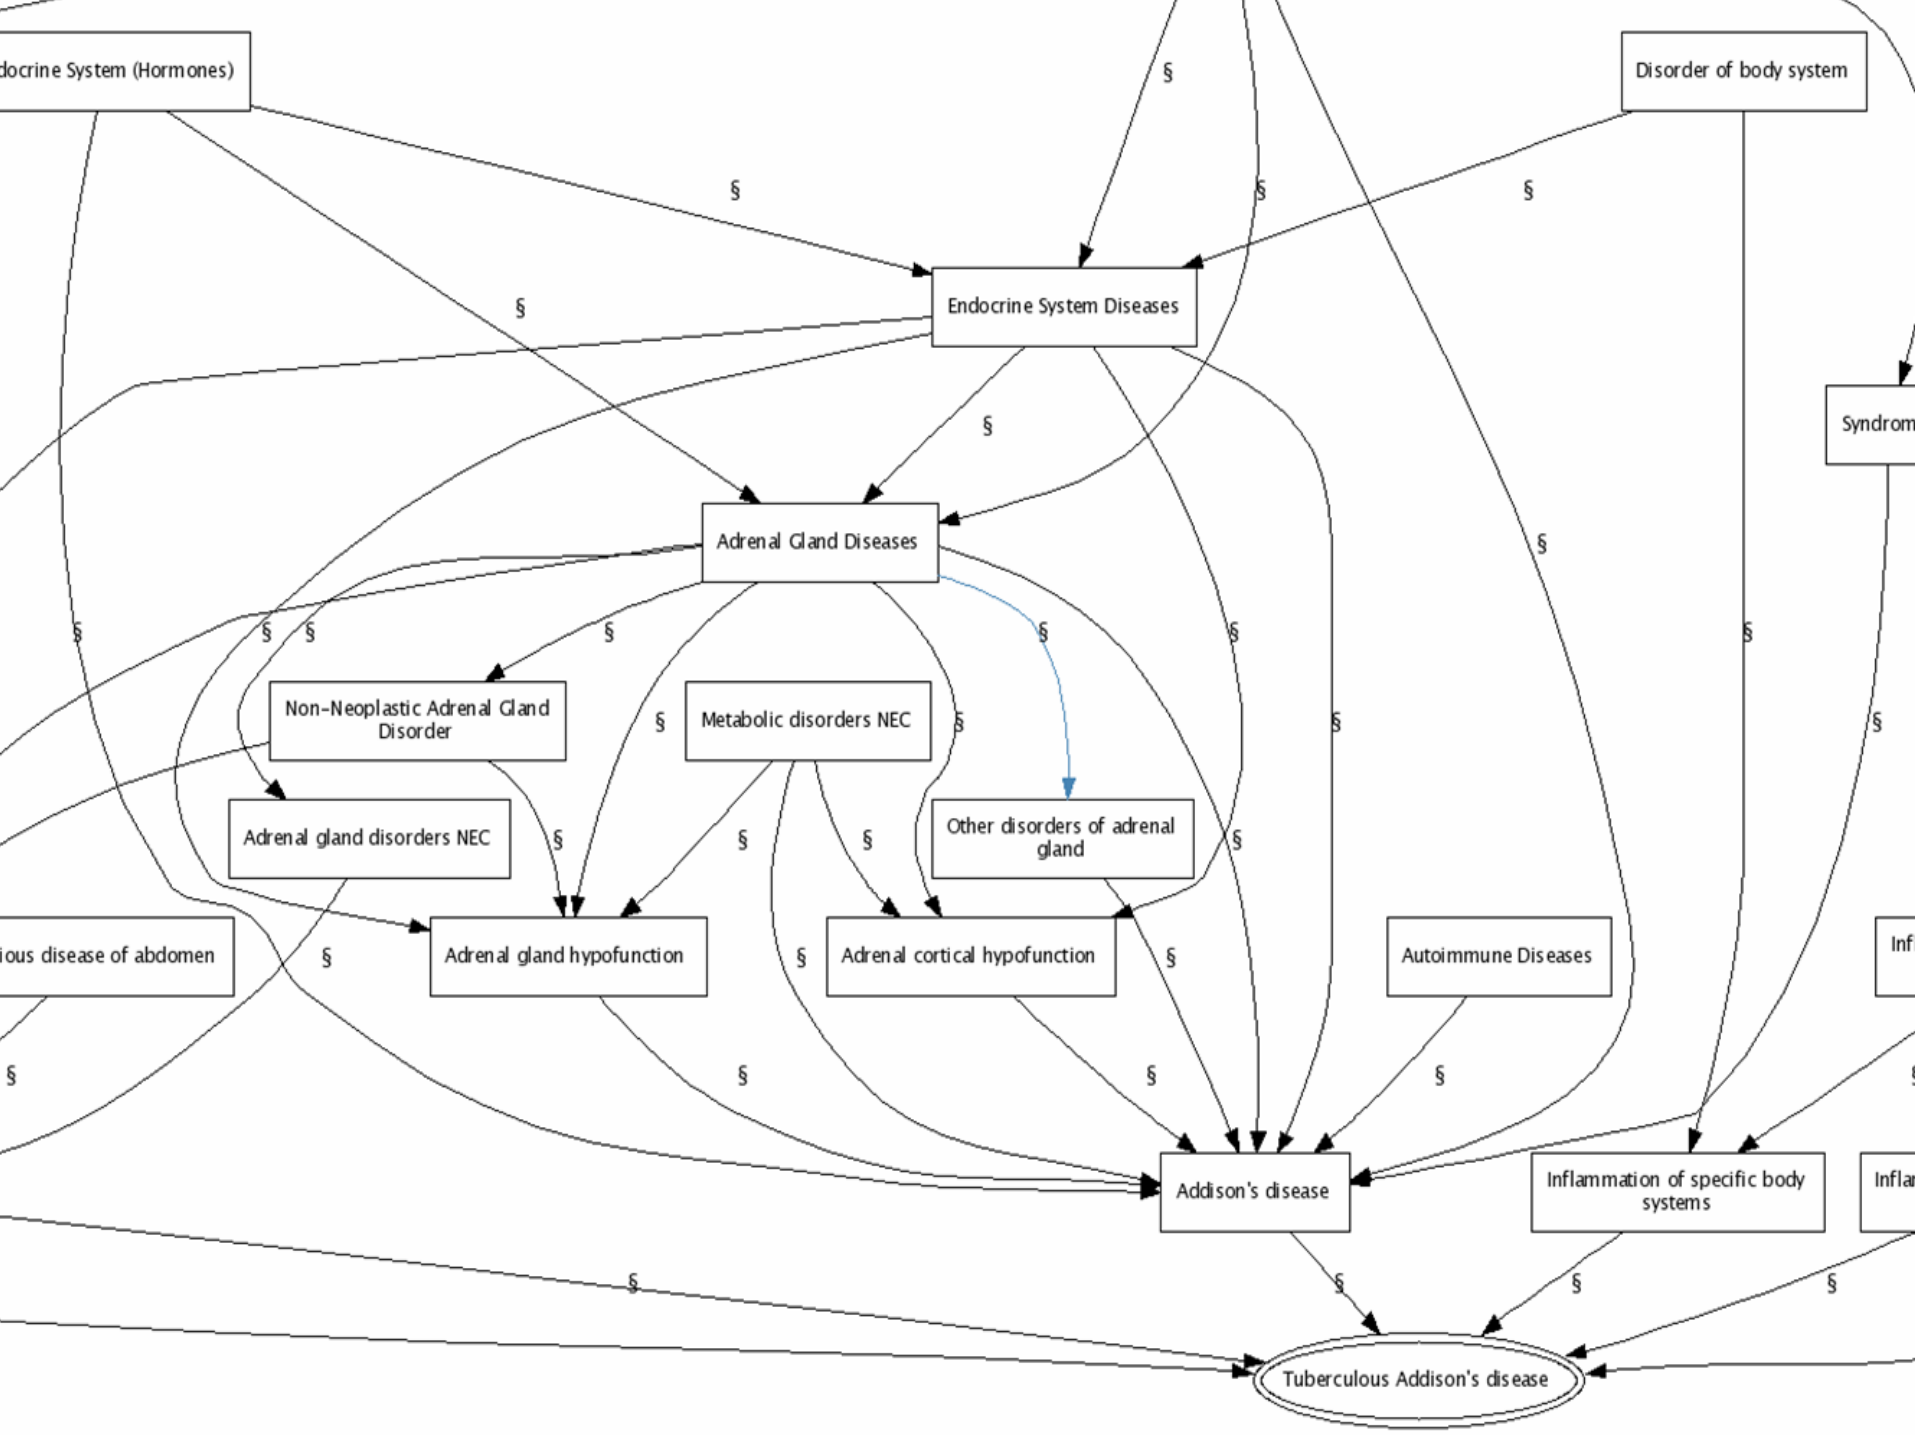 docrine System (Hormones)
§
Disorder of body system
§
§
§
§
Endocrine System Diseases
§
Syndrom
Adrenal Gland Diseases
§
§
§
§
§
§
§
§
Non-Neoplastic Adrenal Gland
Disorder
§
Metabolic disorders NEC
§
§
§
Adrenal gland disorders NEC
§
§
§
Other disorders of adrenal
gland
§
ious disease of abdomen
§
Adrenal gland hypofunction
§
Adrenal cortical hypofunction
§
Autoimmune Diseases
Inf
§
§
§
§
§
Addison's disease
Inflammation of specific body
systems
Infla
§
§
§
§
Tuberculous Addison's disease